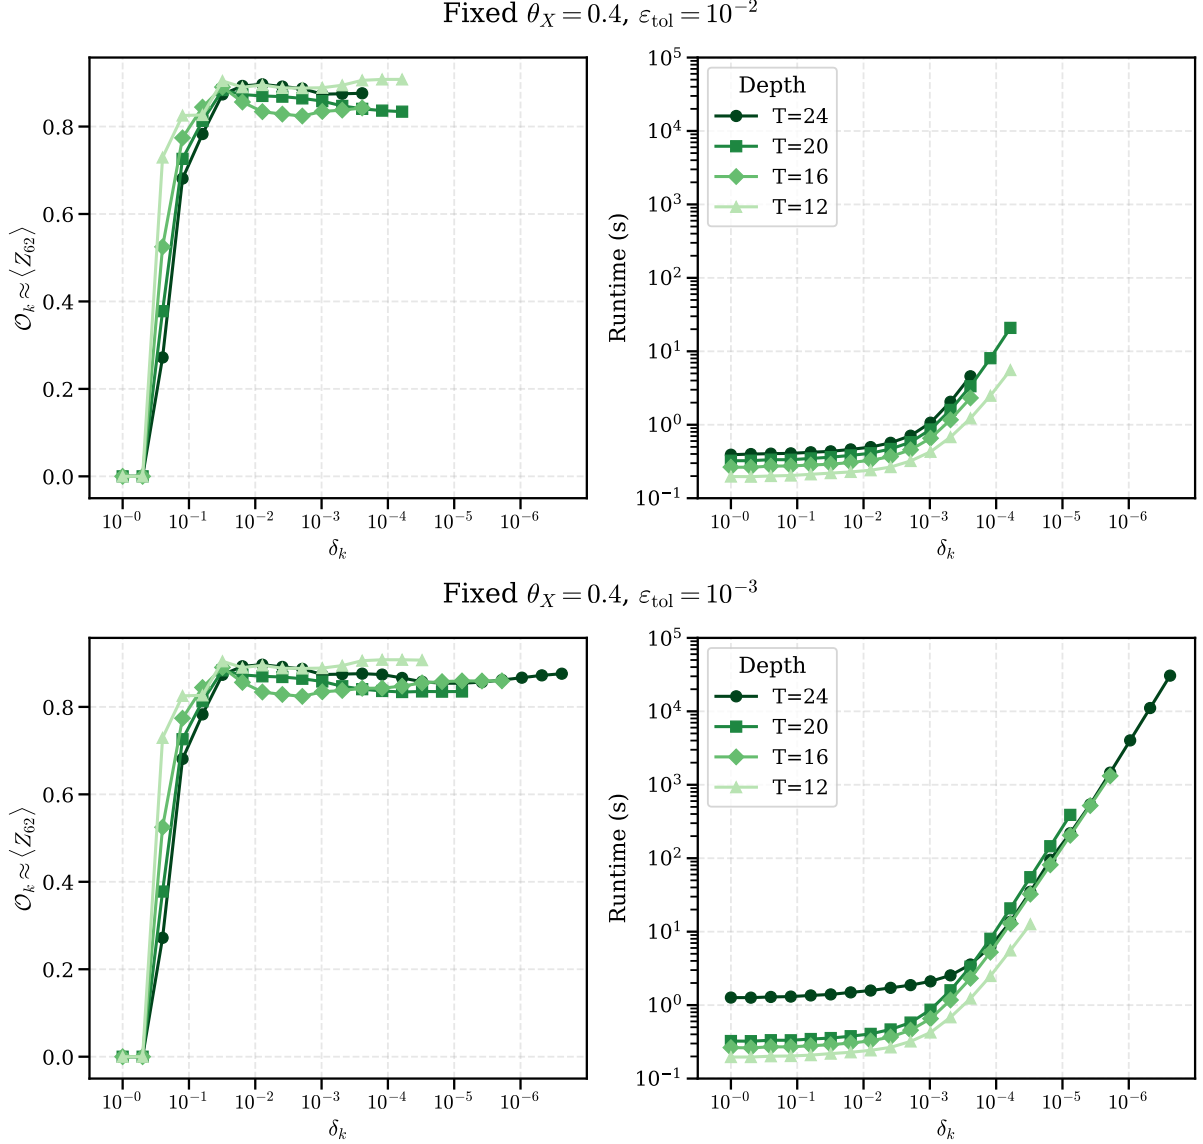 Fixed θ_X = 0.4, ε_tol = 10^−2
0.8
0.6
0.4
0.2
0.0
𝒪_k ≈ ⟨Z_62⟩
10^−0 10^−1 10^−2 10^−3 10^−4 10^−5 10^−6
δ_k
10^5
10^4
10^3
10^2
10^1
10^0
10^−1
Runtime (s)
Depth
T=24
T=20
T=16
T=12
10^−0 10^−1 10^−2 10^−3 10^−4 10^−5 10^−6
δ_k
Fixed θ_X = 0.4, ε_tol = 10^−3
0.8
0.6
0.4
0.2
0.0
𝒪_k ≈ ⟨Z_62⟩
10^−0 10^−1 10^−2 10^−3 10^−4 10^−5 10^−6
δ_k
10^5
10^4
10^3
10^2
10^1
10^0
10^−1
Runtime (s)
Depth
T=24
T=20
T=16
T=12
10^−0 10^−1 10^−2 10^−3 10^−4 10^−5 10^−6
δ_k